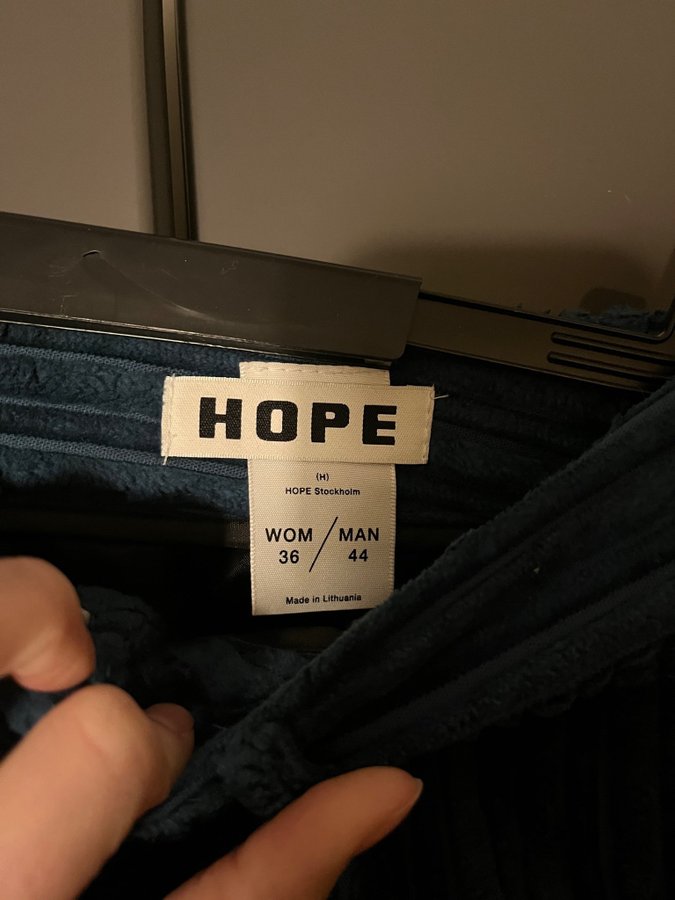 HOPE
(H)
HOPE Stockholm
WOM / MAN
36 / 44
Made in Lithuania